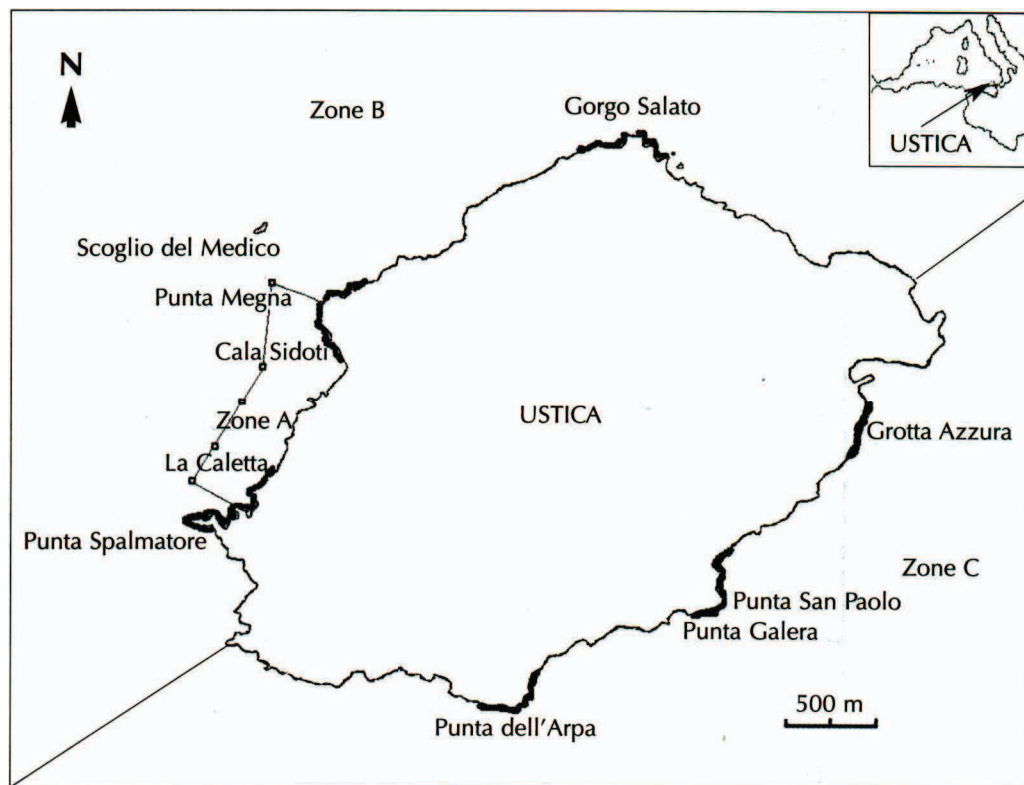 N
Zone B
Gorgo Salato
USTICA
Scoglio del Medico
Punta Megna
Cala Sidoti
Zone A
USTICA
Grotta Azzura
La Caletta
Punta Spalmatore
Zone C
Punta San Paolo
Punta Galera
500 m
Punta dell'Arpa